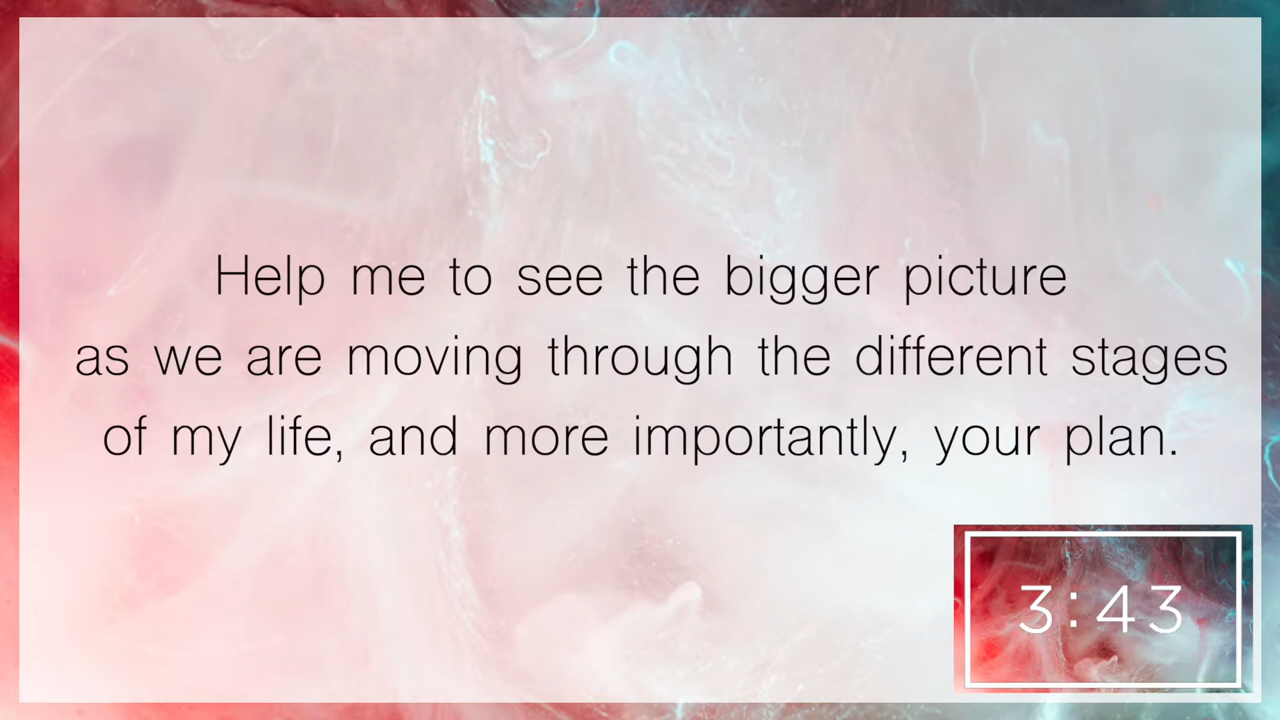 Help me to see the bigger picture
as we are moving through the different stages
of my life, and more importantly, your plan.
3:43